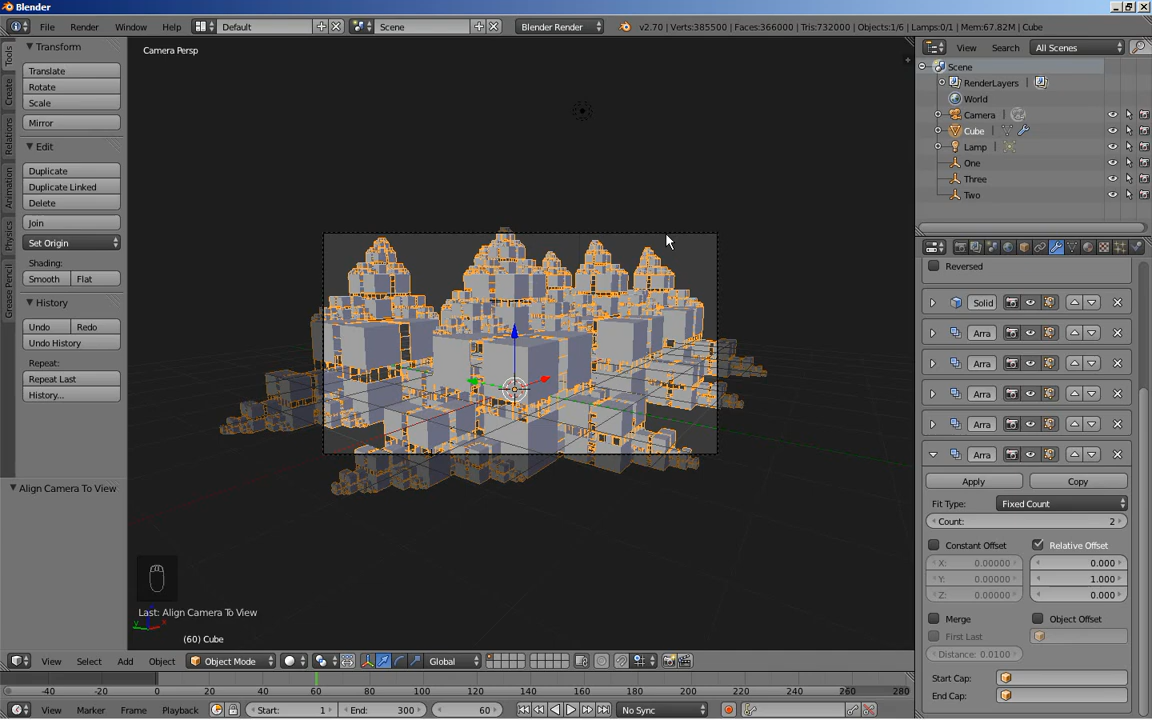 Blender
File Render Window Help Default Scene Blender Render v2.70 | Verts:385500 | Faces:366000 | Tris:732000 | Objects:1/6 | Lamps:0/1 | Mem:67.82M | Cube
Tools
Create
Relations
Animation
Physics
Grease Pencil
Transform
Translate
Rotate
Scale
Mirror
Edit
Duplicate
Duplicate Linked
Delete
Join
Set Origin
Shading:
Smooth Flat
History
Undo Redo
Undo History
Repeat:
Repeat Last
History...
Align Camera To View
Camera Persp
Last: Align Camera To View
y x
(60) Cube
View Select Add Object Object Mode Global
-40 -20 0 20 40 60 80 100 120 140 160 180 200 220 240 260 280
View Marker Frame Playback Start: 1 End: 300 60 No Sync
View Search All Scenes
Scene
RenderLayers
World
Camera
Cube
Lamp
One
Three
Two
Reversed
Solid
Arra
Arra
Arra
Arra
Arra
Apply Copy
Fit Type: Fixed Count
Count: 2
Constant Offset Relative Offset
X: 0.00000 0.000
Y: 0.00000 1.000
Z: 0.00000 0.000
Merge Object Offset
First Last
Distance: 0.0100
Start Cap:
End Cap: